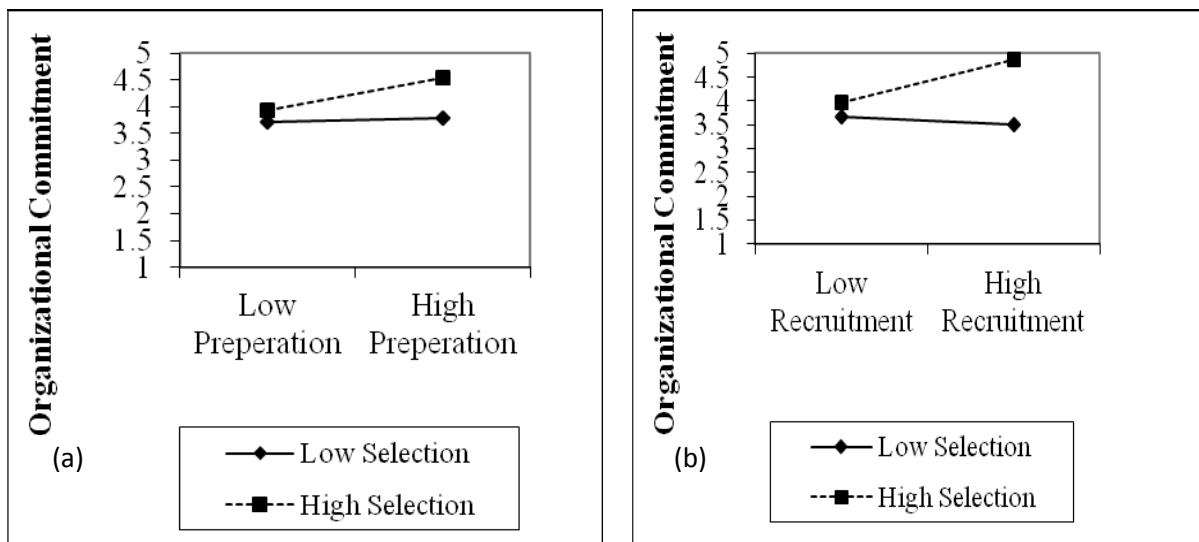 Organizational Commitment
5
4.5
4
3.5
3
2.5
2
1.5
1
Low
Preperation
High
Preperation
(a)
Low Selection
High Selection
Organizational Commitment
5
4.5
4
3.5
3
2.5
2
1.5
1
Low
Recruitment
High
Recruitment
(b)
Low Selection
High Selection